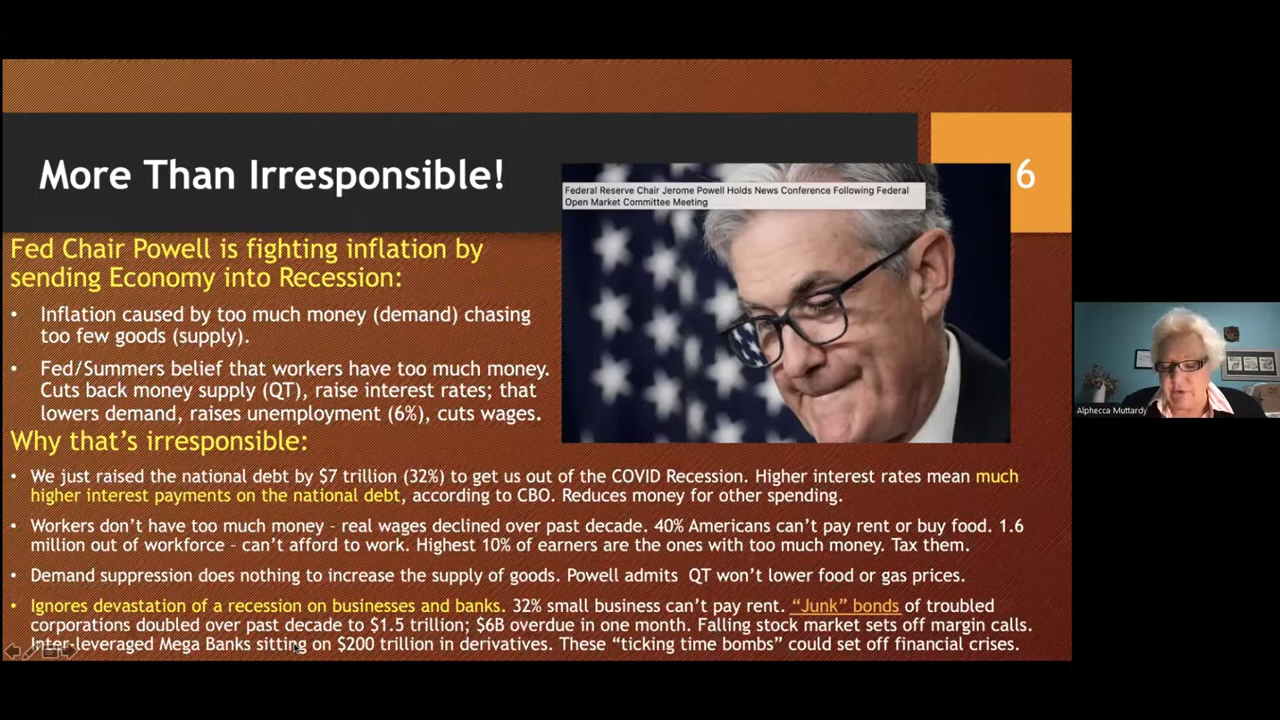 More Than Irresponsible!
6
Federal Reserve Chair Jerome Powell Holds News Conference Following Federal
Open Market Committee Meeting
Fed Chair Powell is fighting inflation by
sending Economy into Recession:
• Inflation caused by too much money (demand) chasing
too few goods (supply).
• Fed/Summers belief that workers have too much money.
Cuts back money supply (QT), raise interest rates; that
lowers demand, raises unemployment (6%), cuts wages.
Why that’s irresponsible:
• We just raised the national debt by $7 trillion (32%) to get us out of the COVID Recession. Higher interest rates mean much
higher interest payments on the national debt, according to CBO. Reduces money for other spending.
• Workers don’t have too much money – real wages declined over past decade. 40% Americans can’t pay rent or buy food. 1.6
million out of workforce – can’t afford to work. Highest 10% of earners are the ones with too much money. Tax them.
• Demand suppression does nothing to increase the supply of goods. Powell admits QT won’t lower food or gas prices.
• Ignores devastation of a recession on businesses and banks. 32% small business can’t pay rent. “Junk” bonds of troubled
corporations doubled over past decade to $1.5 trillion; $6B overdue in one month. Falling stock market sets off margin calls.
Inter-leveraged Mega Banks sitting on $200 trillion in derivatives. These “ticking time bombs” could set off financial crises.
Alphecca Muttardy